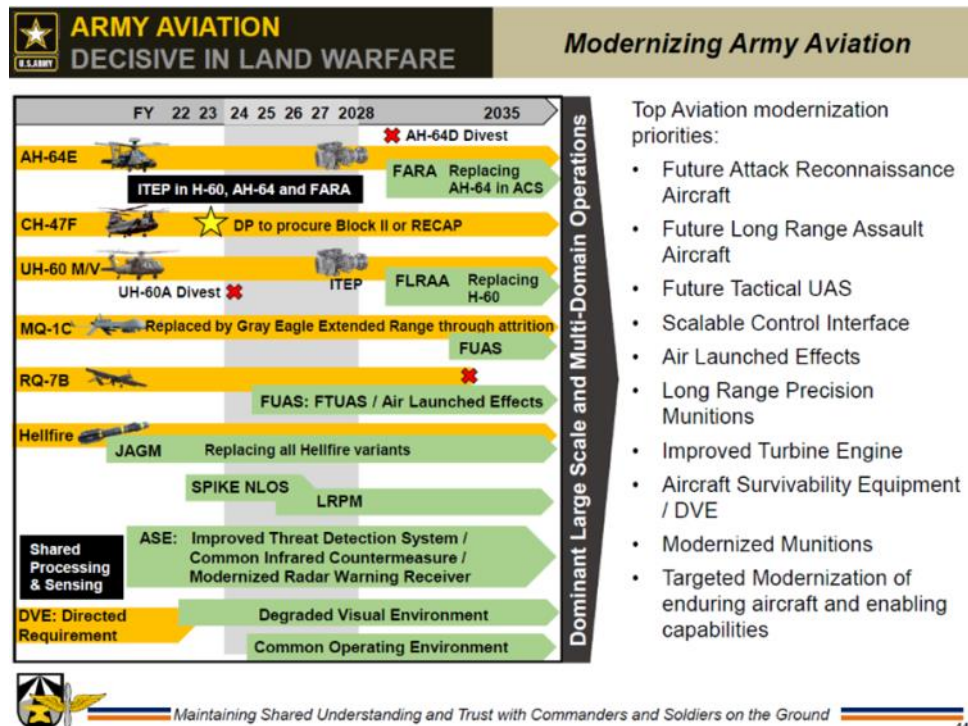 U.S.ARMY
ARMY AVIATION
DECISIVE IN LAND WARFARE
Modernizing Army Aviation
FY 22 23 24 25 26 27 2028 2035
AH-64D Divest
AH-64E
FARA Replacing
AH-64 in ACS
ITEP in H-60, AH-64 and FARA
CH-47F
DP to procure Block II or RECAP
UH-60 M/V
ITEP
FLRAA Replacing
H-60
UH-60A Divest
MQ-1C
Replaced by Gray Eagle Extended Range through attrition
FUAS
RQ-7B
FUAS: FTUAS / Air Launched Effects
Hellfire
JAGM Replacing all Hellfire variants
SPIKE NLOS
LRPM
Shared
Processing
& Sensing
ASE: Improved Threat Detection System /
Common Infrared Countermeasure /
Modernized Radar Warning Receiver
DVE: Directed
Requirement
Degraded Visual Environment
Common Operating Environment
Dominant Large Scale and Multi-Domain Operations
Top Aviation modernization
priorities:
• Future Attack Reconnaissance
Aircraft
• Future Long Range Assault
Aircraft
• Future Tactical UAS
• Scalable Control Interface
• Air Launched Effects
• Long Range Precision
Munitions
• Improved Turbine Engine
• Aircraft Survivability Equipment
/ DVE
• Modernized Munitions
• Targeted Modernization of
enduring aircraft and enabling
capabilities
Maintaining Shared Understanding and Trust with Commanders and Soldiers on the Ground